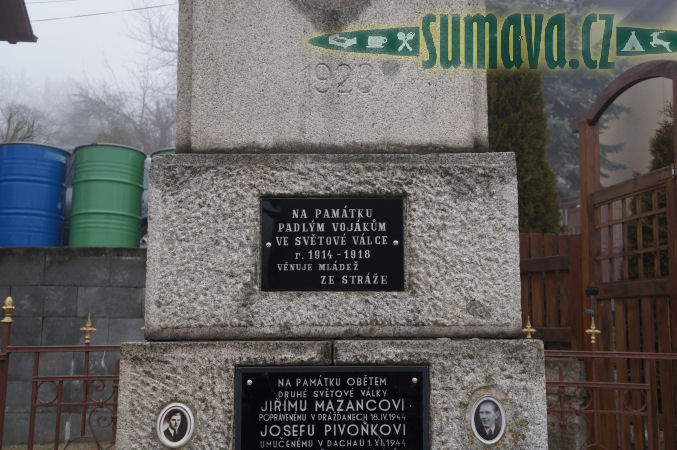 Sumava.cz
1923
NA PAMÁTKU
PADLÝM VOJÁKŮM
VE SVĚTOVÉ VÁLCE
r. 1914 - 1918
VĚNUJE MLÁDEŽ
ZE STRÁŽE
NA PAMÁTKU OBĚTEM
DRUHÉ SVĚTOVÉ VÁLKY
JIŘÍMU MAZANCOVI
POPRAVENÉMU V DRÁŽĎANECH 18.IV.1944
JOSEFU PIVOŇKOVI
UMUČENÉMU V DACHAU 1.XI.1944